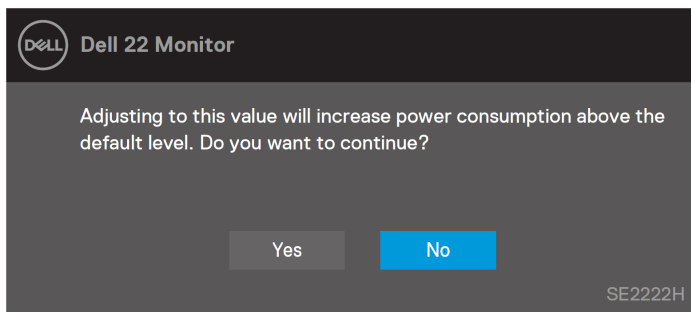 DELL Dell 22 Monitor
Adjusting to this value will increase power consumption above the
default level. Do you want to continue?
Yes No
SE2222H